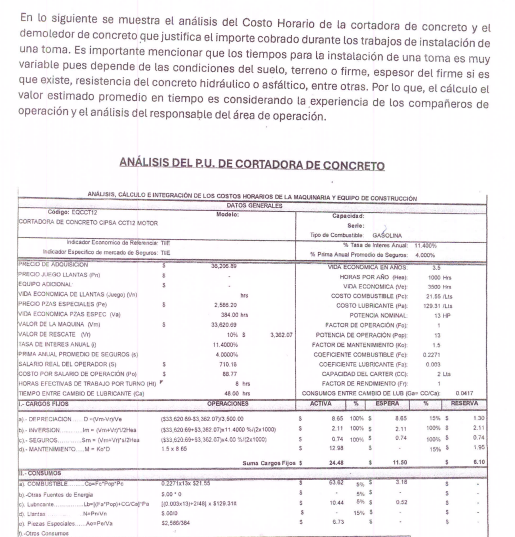 En lo siguiente se muestra el análisis del Costo Horario de la cortadora de concreto y el
demoledor de concreto que justifica el importe cobrado durante los trabajos de instalación de
una toma. Es importante mencionar que los tiempos para la instalación de una toma es muy
variable pues depende de las condiciones del suelo, terreno o firme, espesor del firme si es
que existe, resistencia del concreto hidráulico o asfáltico, entre otras. Por lo que, el cálculo el
valor estimado promedio en tiempo es considerando la experiencia de los compañeros de
operación y el análisis del responsable del área de operación.
ANÁLISIS DEL P.U. DE CORTADORA DE CONCRETO
ANÁLISIS, CÁLCULO E INTEGRACIÓN DE LOS COSTOS HORARIOS DE LA MAQUINARIA Y EQUIPO DE CONSTRUCCIÓN
DATOS GENERALES
Código: EQCCT12 Modelo: Capacidad:
CORTADORA DE CONCRETO CIPSA CCT12 MOTOR Serie:
Tipo de Combustible: GASOLINA
Indicador Economico de Referencia: TIIE % Tasa de Interes Anual: 11.400%
Indicador Especifico de mercado de Seguros: TIIE % Prima Anual Promedio de Seguros: 4.000%
PRECIO DE ADQUISICION $ 36,206.89 VIDA ECONOMICA EN AÑOS: 3.5
PRECIO JUEGO LLANTAS (Pn) $ - HORAS POR AÑO (Hea): 1000 Hrs
EQUIPO ADICIONAL: $ - VIDA ECONOMICA (Ve): 3500 Hrs
VIDA ECONOMICA DE LLANTAS (Juego) (Vn) hrs COSTO COMBUSTIBLE (Pc): 21.55 /Lts
PRECIO PZAS ESPECIALES (Pe) $ 2,586.20 COSTO LUBRICANTE (Pa): 129.31 /Lts
VIDA ECONOMICA PZAS ESPEC (Va) 384.00 hrs POTENCIA NOMINAL: 13 HP
VALOR DE LA MAQUINA (Vm) $ 33,620.69 FACTOR DE OPERACIÓN (Fo): 1
VALOR DE RESCATE (Vr) 10% $ 3,362.07 POTENCIA DE OPERACIÓN (Pop): 13
TASA DE INTERES ANUAL (i) 11.4000% FACTOR DE MANTENIMIENTO (Ko): 1.5
PRIMA ANUAL PROMEDIO DE SEGUROS (s) 4.0000% COEFICIENTE COMBUSTIBLE (Fc): 0.2271
SALARIO REAL DEL OPERADOR (S) $ 710.18 COEFICIENTE LUBRICANTE (Fa): 0.003
COSTO POR SALARIO DE OPERACIÓN (Po) $ 88.77 CAPACIDAD DEL CARTER (CC): 2 Lts
HORAS EFECTIVAS DE TRABAJO POR TURNO (Ht) 8 hrs FACTOR DE RENDIMIENTO (Fr): 1
TIEMPO ENTRE CAMBIO DE LUBRICANTE (Ca) 48.00 hrs CONSUMOS ENTRE CAMBIO DE LUB (Ga= CC/Ca): 0.0417
I.- CARGOS FIJOS OPERACIONES ACTIVA % ESPERA % RESERVA
a) - DEPRECIACION..... D =(Vm-Vr)/Ve ($33,620.69-$3,362.07)/3,500.00 $ 8.65 100% $ 8.65 15% $ 1.30
b) - INVERSION.......... Im = (Vm+Vr)*i/2Hea ($33,620.69+$3,362.07)x11.4000 %/(2x1000) $ 2.11 100% $ 2.11 100% $ 2.11
c).- SEGUROS............ Sm = (Vm+Vr)*s/2Hea ($33,620.69+$3,362.07)x4.00 %/(2x1000) $ 0.74 100% $ 0.74 100% $ 0.74
d) - MANTENIMIENTO.. M = Ko*D 1.5 x 8.65 $ 12.98 - 15% $ 1.95
Suma Cargos Fijos $ 24.48 $ 11.50 $ 6.10
II.- CONSUMOS
a). COMBUSTIBLE...... Co=Fc*Pop*Pc 0.2271x13x $21.55 $ 63.62 5% $ 3.18 $ -
b).-Otras Fuentes de Energia $.00 * 0 $ - 5% $ - $ -
c). Lubricante.......... Lb=[(Fa*Pop)+CC/Ca]*Pa [(0.003x13)+2/48] x $129.310 $ 10.44 5% $ 0.52 $ -
d). Llantas............ N=Pn/Vn $.00/0 $ - 15% $ - $ -
e). Piezas Especiales..... Ae=Pe/Va $2,586/384 $ 6.73 $ - $ -
f).-Otros Consumos